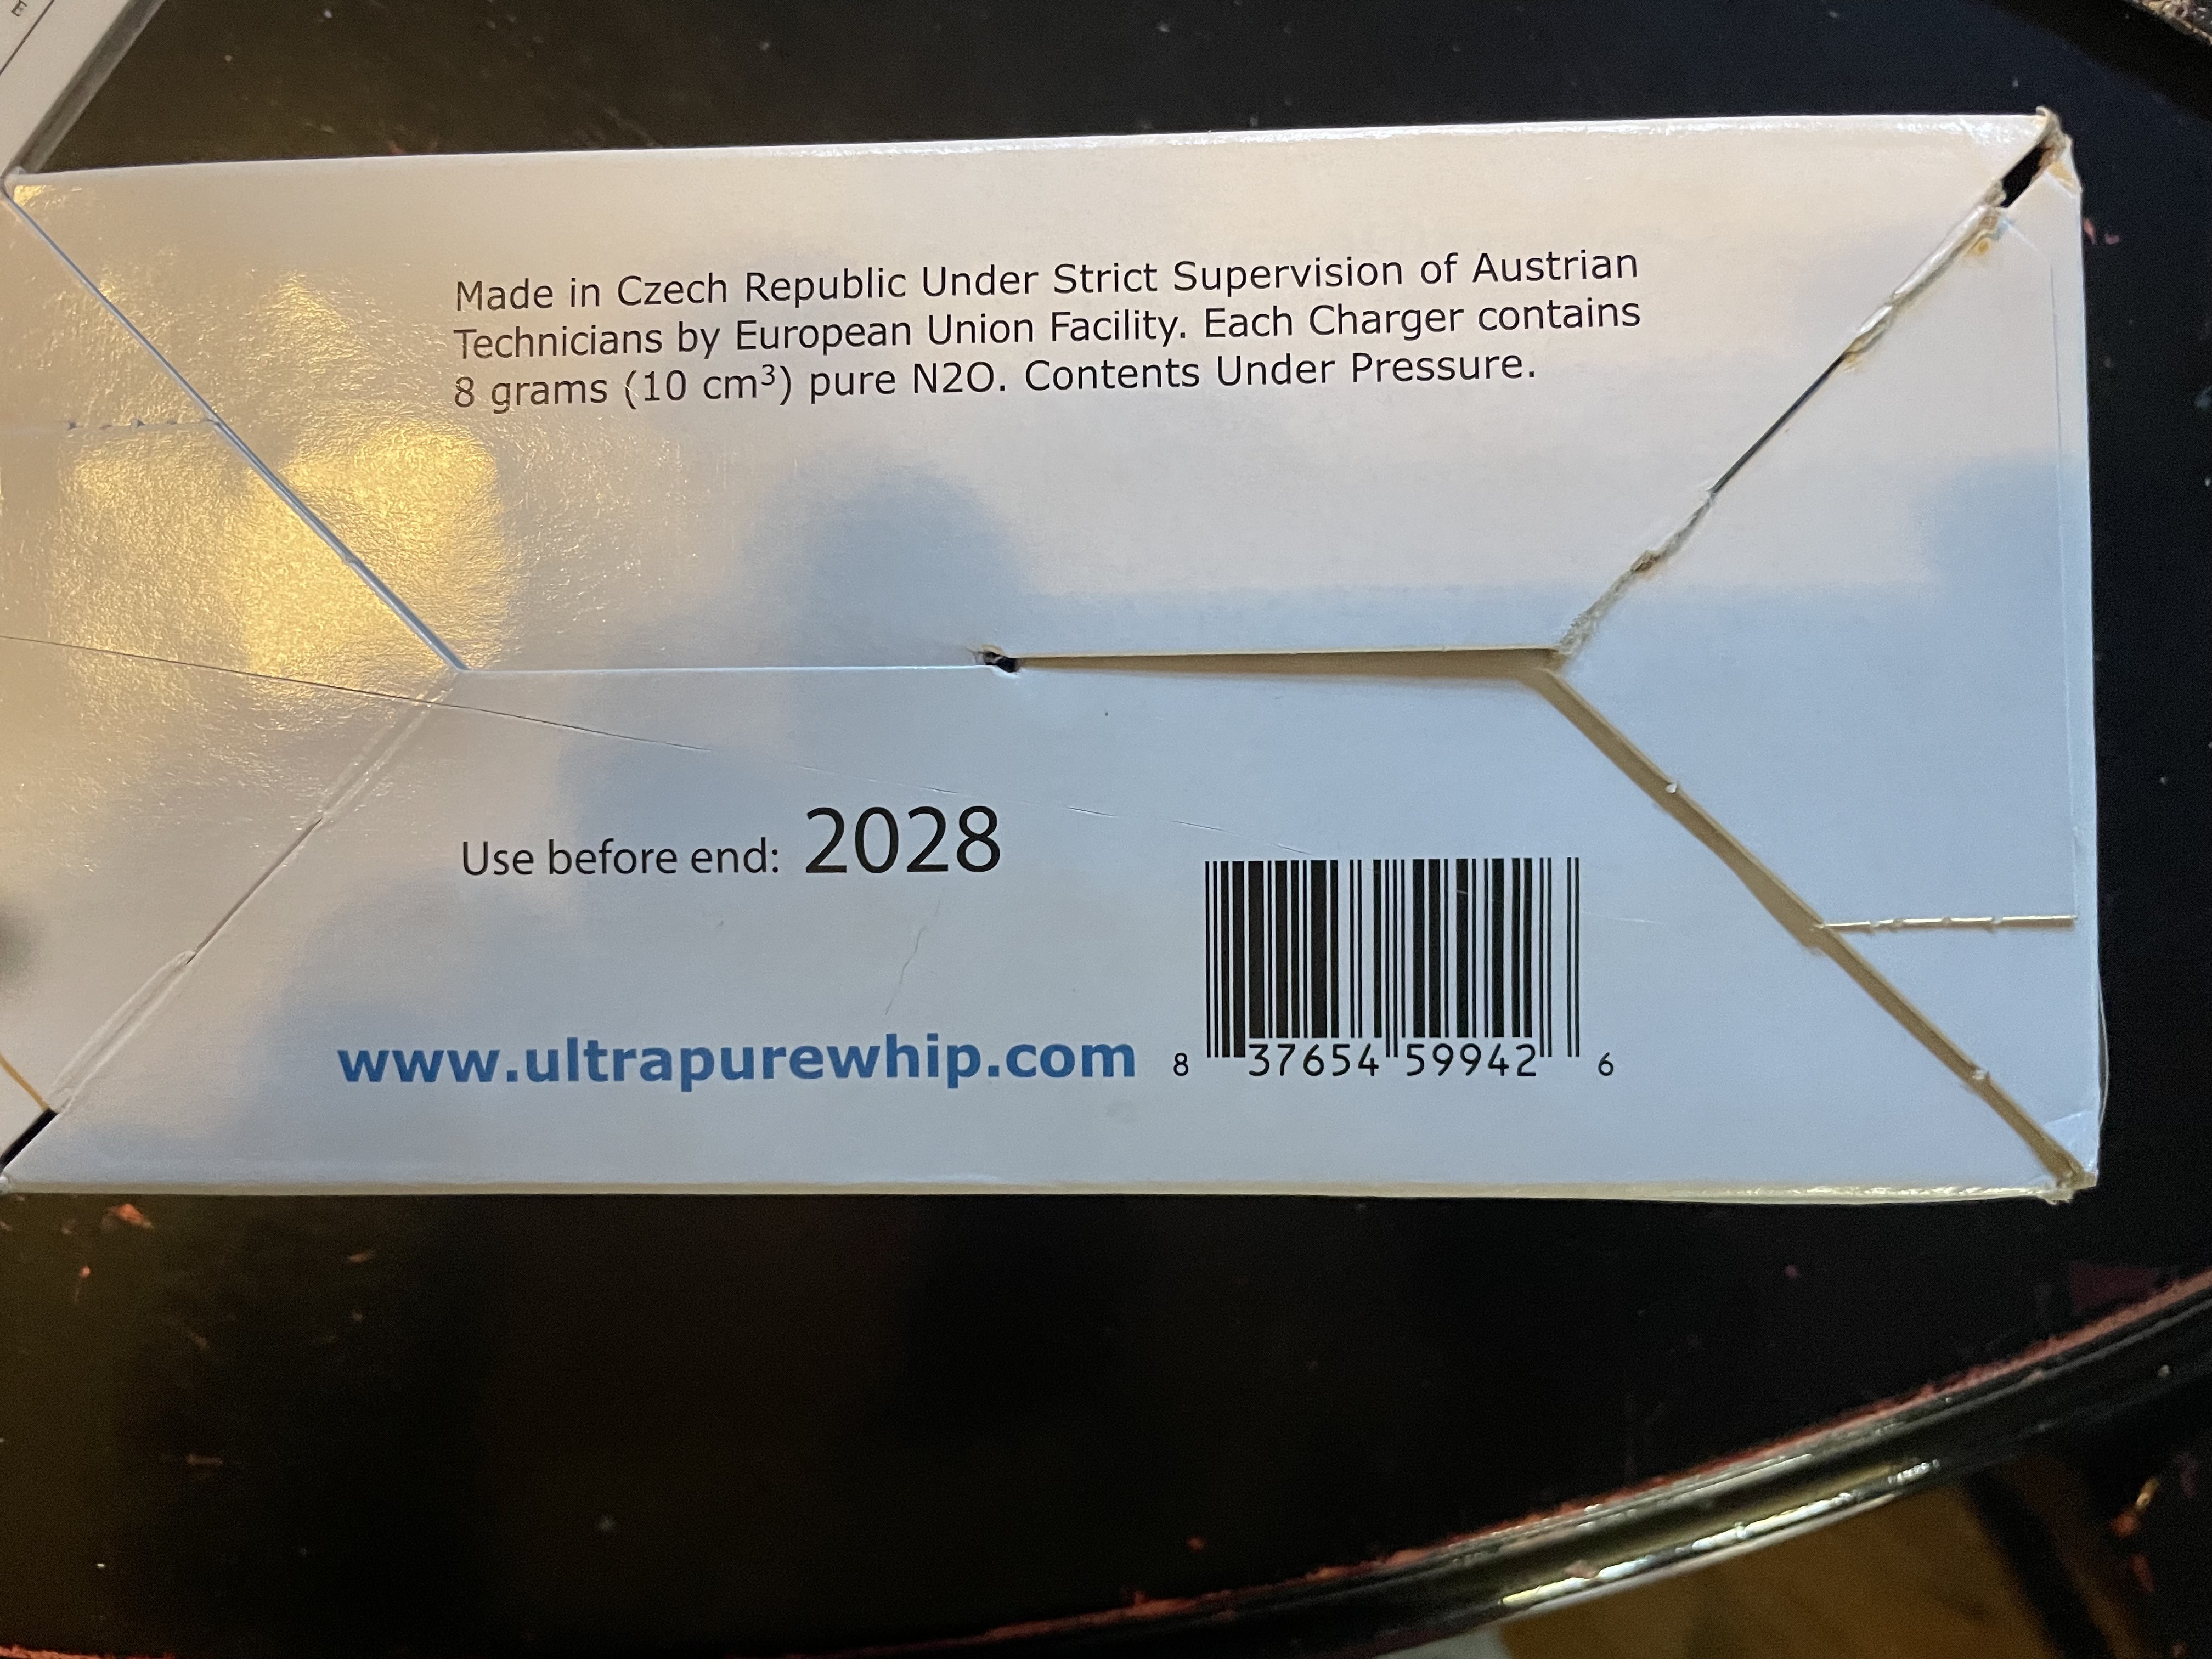 Made in Czech Republic Under Strict Supervision of Austrian
Technicians by European Union Facility. Each Charger contains
8 grams (10 cm³) pure N2O. Contents Under Pressure.
Use before end: 2028
www.ultrapurewhip.com
8 37654 59942 6